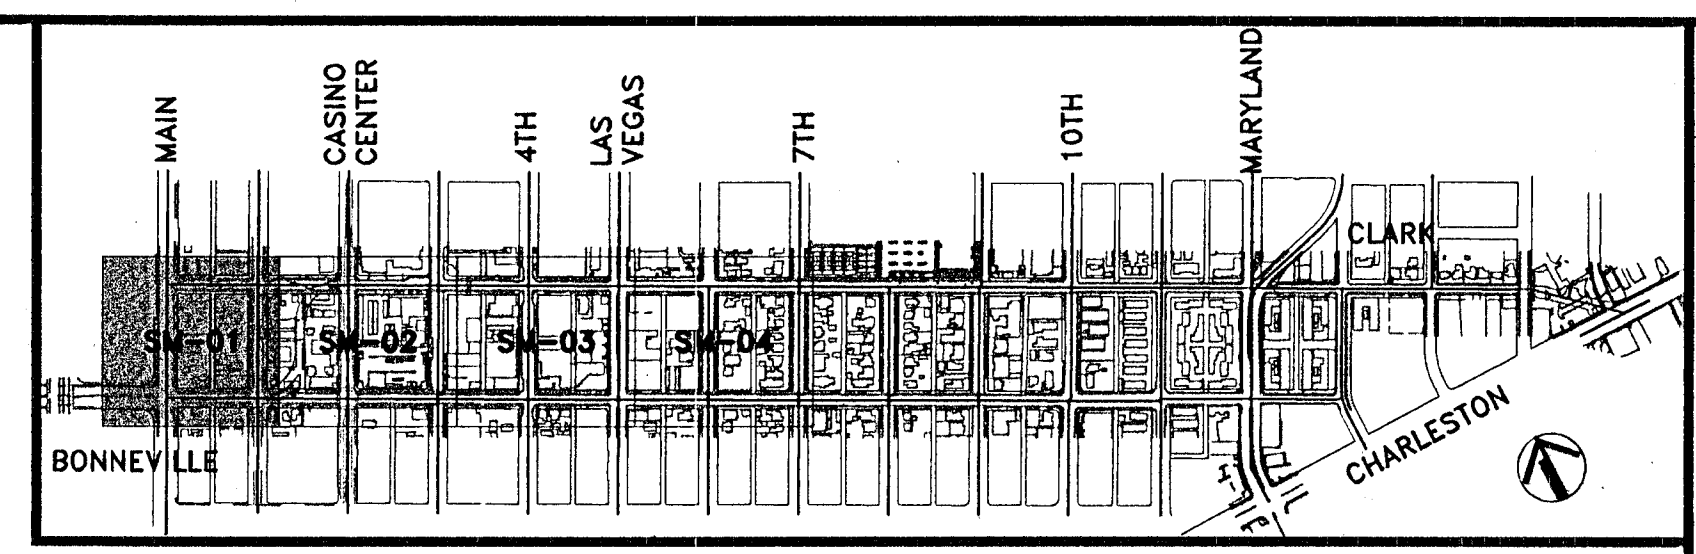 MAIN
CASINO
CENTER
4TH
LAS
VEGAS
7TH
10TH
MARYLAND
CLARK
SM-01
SM-02
SM-03
SM-04
BONNEVILLE
CHARLESTON